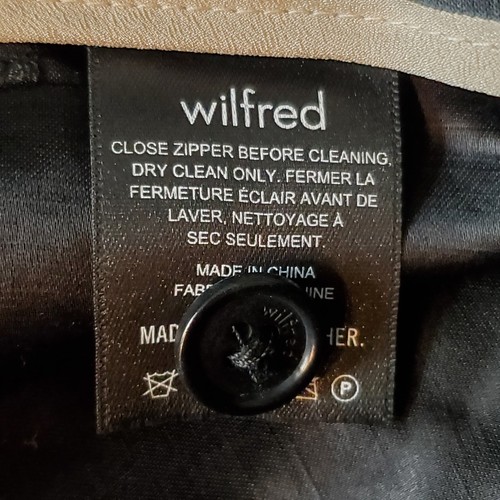 wilfred
CLOSE ZIPPER BEFORE CLEANING,
DRY CLEAN ONLY. FERMER LA
FERMETURE ÉCLAIR AVANT DE
LAVER, NETTOYAGE À
SEC SEULEMENT.
MADE IN CHINA
wilfred
P